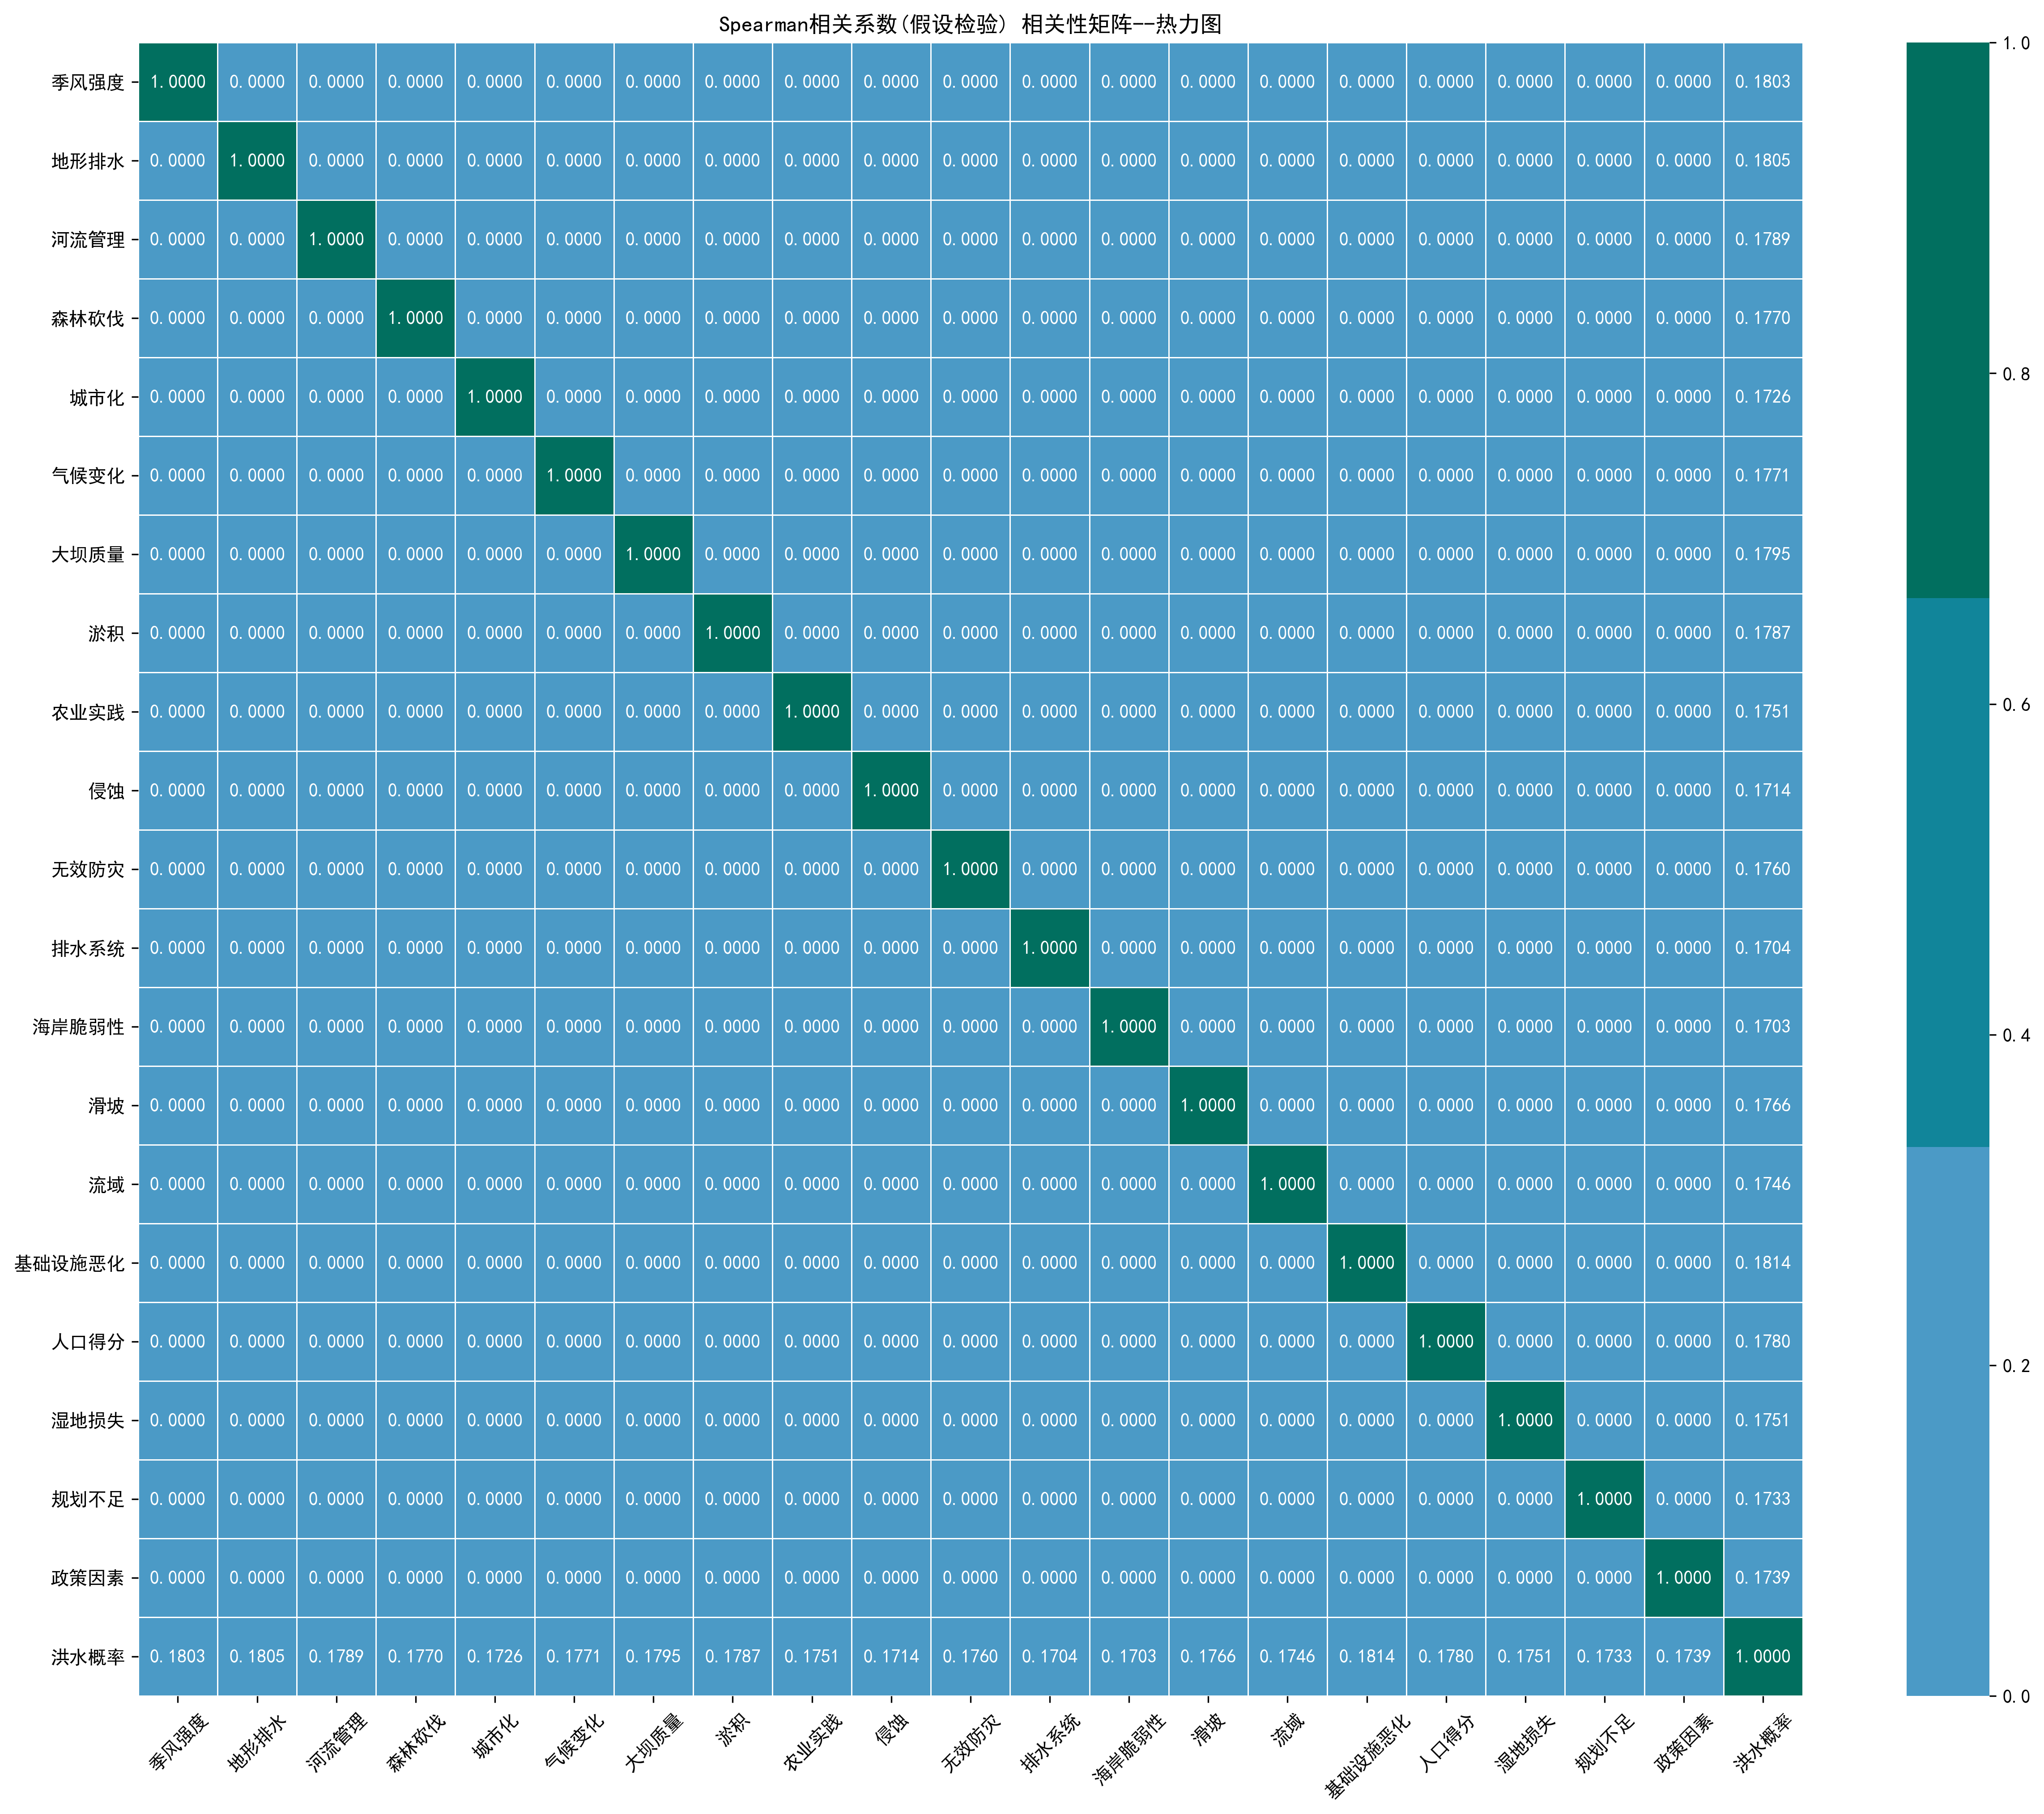 Spearman相关系数(假设检验) 相关性矩阵--热力图
季风强度 1.0000 0.0000 0.0000 0.0000 0.0000 0.0000 0.0000 0.0000 0.0000 0.0000 0.0000 0.0000 0.0000 0.0000 0.0000 0.0000 0.0000 0.0000 0.0000 0.0000 0.1803
地形排水 0.0000 1.0000 0.0000 0.0000 0.0000 0.0000 0.0000 0.0000 0.0000 0.0000 0.0000 0.0000 0.0000 0.0000 0.0000 0.0000 0.0000 0.0000 0.0000 0.0000 0.1805
河流管理 0.0000 0.0000 1.0000 0.0000 0.0000 0.0000 0.0000 0.0000 0.0000 0.0000 0.0000 0.0000 0.0000 0.0000 0.0000 0.0000 0.0000 0.0000 0.0000 0.0000 0.1789
森林砍伐 0.0000 0.0000 0.0000 1.0000 0.0000 0.0000 0.0000 0.0000 0.0000 0.0000 0.0000 0.0000 0.0000 0.0000 0.0000 0.0000 0.0000 0.0000 0.0000 0.0000 0.1770
城市化 0.0000 0.0000 0.0000 0.0000 1.0000 0.0000 0.0000 0.0000 0.0000 0.0000 0.0000 0.0000 0.0000 0.0000 0.0000 0.0000 0.0000 0.0000 0.0000 0.0000 0.1726
气候变化 0.0000 0.0000 0.0000 0.0000 0.0000 1.0000 0.0000 0.0000 0.0000 0.0000 0.0000 0.0000 0.0000 0.0000 0.0000 0.0000 0.0000 0.0000 0.0000 0.0000 0.1771
大坝质量 0.0000 0.0000 0.0000 0.0000 0.0000 0.0000 1.0000 0.0000 0.0000 0.0000 0.0000 0.0000 0.0000 0.0000 0.0000 0.0000 0.0000 0.0000 0.0000 0.0000 0.1795
淤积 0.0000 0.0000 0.0000 0.0000 0.0000 0.0000 0.0000 1.0000 0.0000 0.0000 0.0000 0.0000 0.0000 0.0000 0.0000 0.0000 0.0000 0.0000 0.0000 0.0000 0.1787
农业实践 0.0000 0.0000 0.0000 0.0000 0.0000 0.0000 0.0000 0.0000 1.0000 0.0000 0.0000 0.0000 0.0000 0.0000 0.0000 0.0000 0.0000 0.0000 0.0000 0.0000 0.1751
侵蚀 0.0000 0.0000 0.0000 0.0000 0.0000 0.0000 0.0000 0.0000 0.0000 1.0000 0.0000 0.0000 0.0000 0.0000 0.0000 0.0000 0.0000 0.0000 0.0000 0.0000 0.1714
无效防灾 0.0000 0.0000 0.0000 0.0000 0.0000 0.0000 0.0000 0.0000 0.0000 0.0000 1.0000 0.0000 0.0000 0.0000 0.0000 0.0000 0.0000 0.0000 0.0000 0.0000 0.1760
排水系统 0.0000 0.0000 0.0000 0.0000 0.0000 0.0000 0.0000 0.0000 0.0000 0.0000 0.0000 1.0000 0.0000 0.0000 0.0000 0.0000 0.0000 0.0000 0.0000 0.0000 0.1704
海岸脆弱性 0.0000 0.0000 0.0000 0.0000 0.0000 0.0000 0.0000 0.0000 0.0000 0.0000 0.0000 0.0000 1.0000 0.0000 0.0000 0.0000 0.0000 0.0000 0.0000 0.0000 0.1703
滑坡 0.0000 0.0000 0.0000 0.0000 0.0000 0.0000 0.0000 0.0000 0.0000 0.0000 0.0000 0.0000 0.0000 1.0000 0.0000 0.0000 0.0000 0.0000 0.0000 0.0000 0.1766
流域 0.0000 0.0000 0.0000 0.0000 0.0000 0.0000 0.0000 0.0000 0.0000 0.0000 0.0000 0.0000 0.0000 0.0000 1.0000 0.0000 0.0000 0.0000 0.0000 0.0000 0.1746
基础设施恶化 0.0000 0.0000 0.0000 0.0000 0.0000 0.0000 0.0000 0.0000 0.0000 0.0000 0.0000 0.0000 0.0000 0.0000 0.0000 1.0000 0.0000 0.0000 0.0000 0.0000 0.1814
人口得分 0.0000 0.0000 0.0000 0.0000 0.0000 0.0000 0.0000 0.0000 0.0000 0.0000 0.0000 0.0000 0.0000 0.0000 0.0000 0.0000 1.0000 0.0000 0.0000 0.0000 0.1780
湿地损失 0.0000 0.0000 0.0000 0.0000 0.0000 0.0000 0.0000 0.0000 0.0000 0.0000 0.0000 0.0000 0.0000 0.0000 0.0000 0.0000 0.0000 1.0000 0.0000 0.0000 0.1751
规划不足 0.0000 0.0000 0.0000 0.0000 0.0000 0.0000 0.0000 0.0000 0.0000 0.0000 0.0000 0.0000 0.0000 0.0000 0.0000 0.0000 0.0000 0.0000 1.0000 0.0000 0.1733
政策因素 0.0000 0.0000 0.0000 0.0000 0.0000 0.0000 0.0000 0.0000 0.0000 0.0000 0.0000 0.0000 0.0000 0.0000 0.0000 0.0000 0.0000 0.0000 0.0000 1.0000 0.1739
洪水概率 0.1803 0.1805 0.1789 0.1770 0.1726 0.1771 0.1795 0.1787 0.1751 0.1714 0.1760 0.1704 0.1703 0.1766 0.1746 0.1814 0.1780 0.1751 0.1733 0.1739 1.0000
季风强度 地形排水 河流管理 森林砍伐 城市化 气候变化 大坝质量 淤积 农业实践 侵蚀 无效防灾 排水系统 海岸脆弱性 滑坡 流域 基础设施恶化 人口得分 湿地损失 规划不足 政策因素 洪水概率
1.0
0.8
0.6
0.4
0.2
0.0